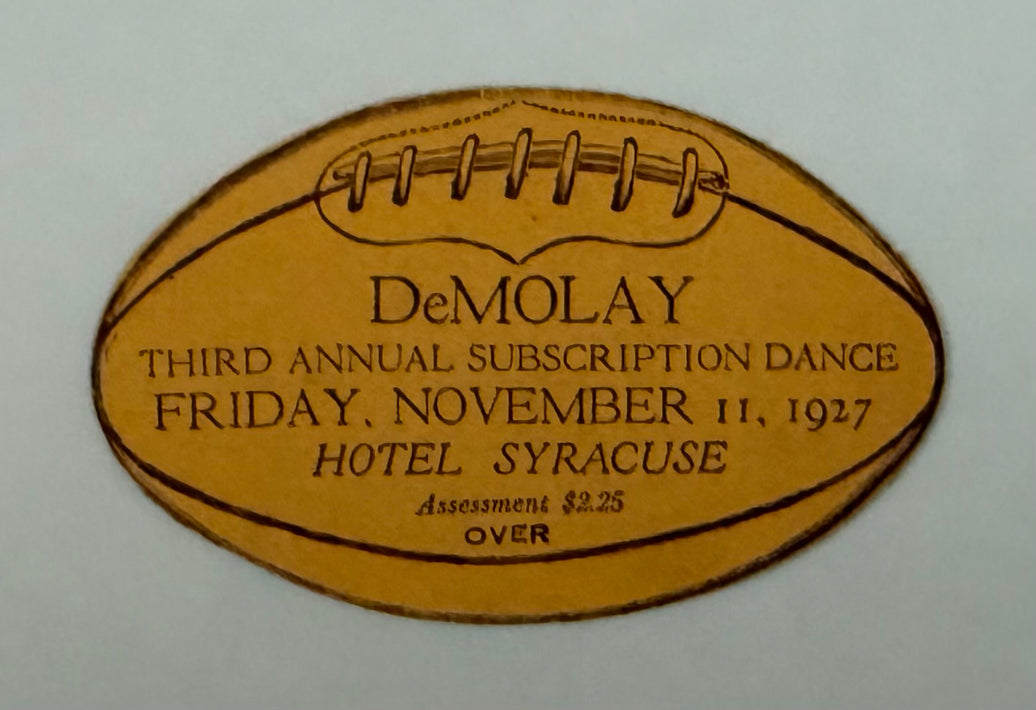 DeMOLAY
THIRD ANNUAL SUBSCRIPTION DANCE
FRIDAY, NOVEMBER 11, 1927
HOTEL SYRACUSE
Assessment $2.25
OVER